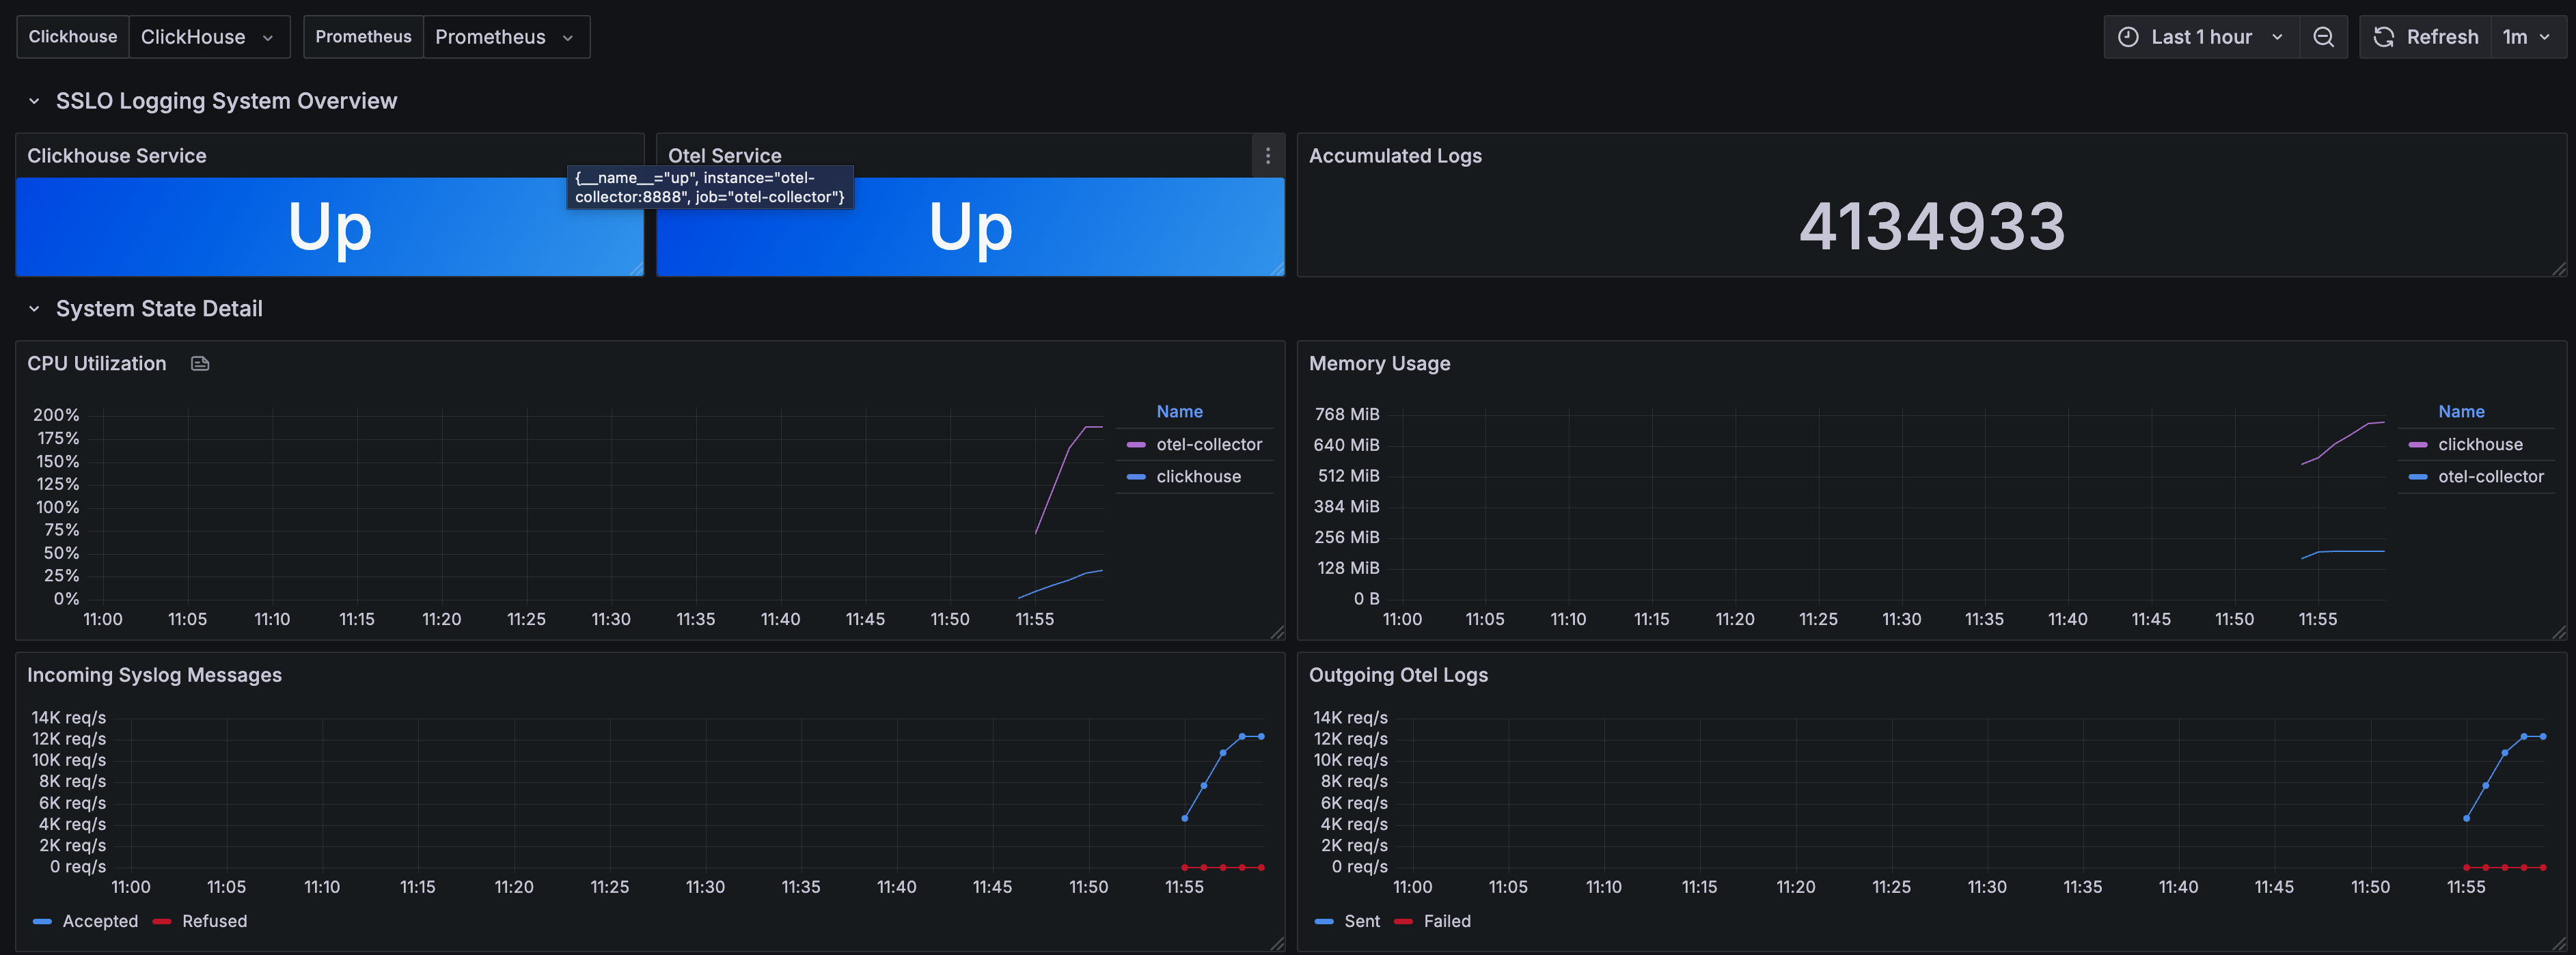 Clickhouse ClickHouse Prometheus Prometheus Last 1 hour Refresh 1m
SSLO Logging System Overview
Clickhouse Service
Up
Otel Service
{__name__="up", instance="otel-
collector:8888", job="otel-collector"}
Up
Accumulated Logs
4134933
System State Detail
CPU Utilization
200%
175%
150%
125%
100%
75%
50%
25%
0%
11:00 11:05 11:10 11:15 11:20 11:25 11:30 11:35 11:40 11:45 11:50 11:55
Name
otel-collector
clickhouse
Memory Usage
768 MiB
640 MiB
512 MiB
384 MiB
256 MiB
128 MiB
0 B
11:00 11:05 11:10 11:15 11:20 11:25 11:30 11:35 11:40 11:45 11:50 11:55
Name
clickhouse
otel-collector
Incoming Syslog Messages
14K req/s
12K req/s
10K req/s
8K req/s
6K req/s
4K req/s
2K req/s
0 req/s
11:00 11:05 11:10 11:15 11:20 11:25 11:30 11:35 11:40 11:45 11:50 11:55
Accepted Refused
Outgoing Otel Logs
14K req/s
12K req/s
10K req/s
8K req/s
6K req/s
4K req/s
2K req/s
0 req/s
11:00 11:05 11:10 11:15 11:20 11:25 11:30 11:35 11:40 11:45 11:50 11:55
Sent Failed